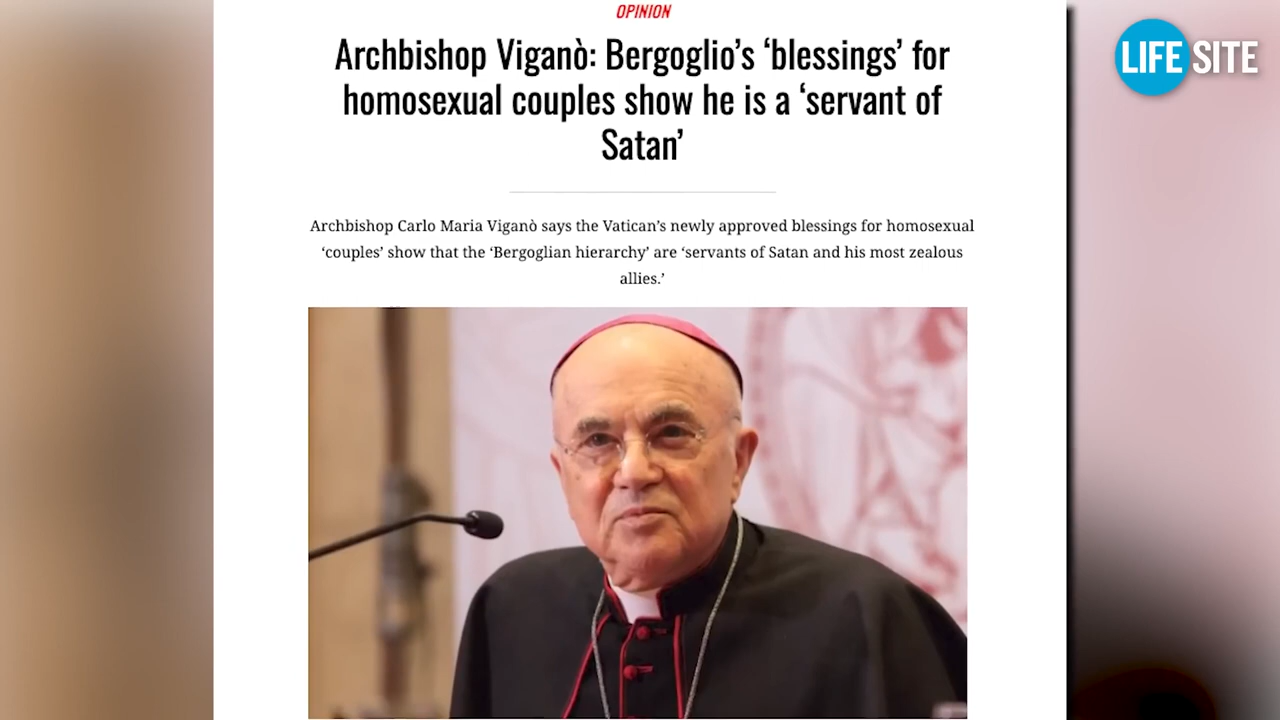 OPINION
LIFE SITE
Archbishop Viganò: Bergoglio’s ‘blessings’ for
homosexual couples show he is a ‘servant of
Satan’
Archbishop Carlo Maria Viganò says the Vatican’s newly approved blessings for homosexual
‘couples’ show that the ‘Bergoglian hierarchy’ are ‘servants of Satan and his most zealous
allies.’